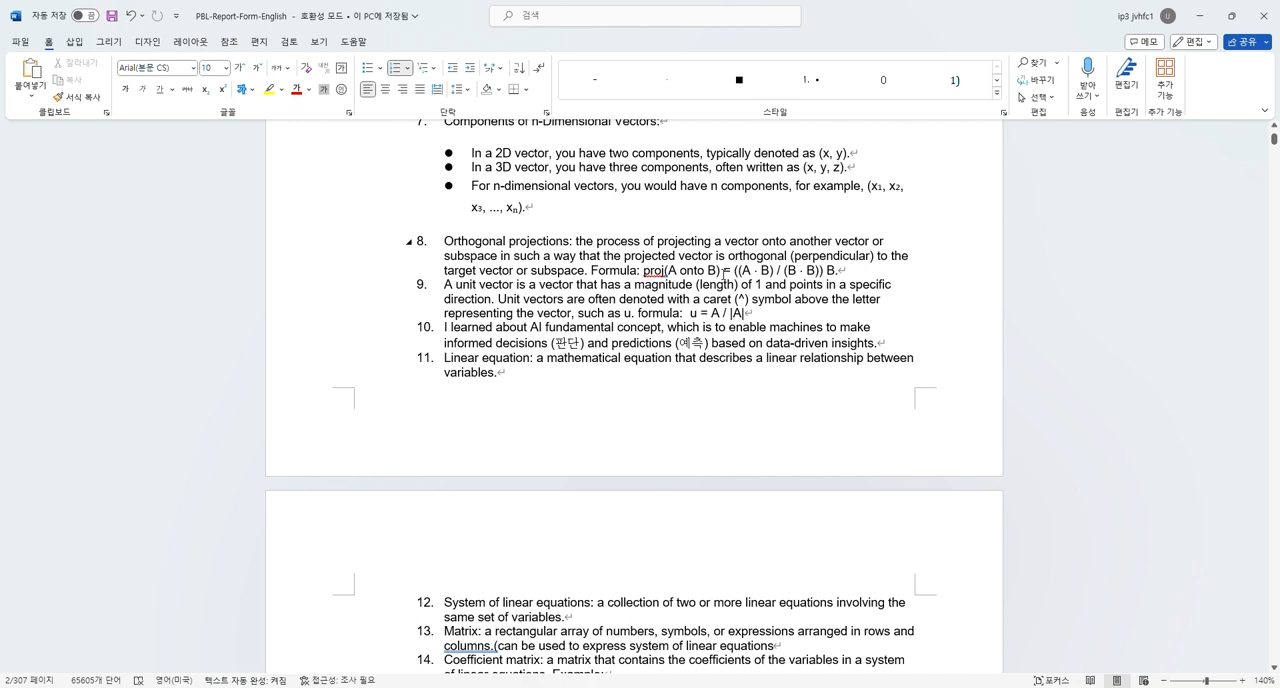 자동 저장 끔 PBL-Report-Form-English - 호환성 모드 • 이 PC에 저장됨 검색 ip3 jvhfc1
파일 홈 삽입 그리기 디자인 레이아웃 참조 편지 검토 보기 도움말 메모 편집 공유
붙여넣기 잘라내기 복사 서식 복사 클립보드
Arial(본문 CS) 10 글꼴
단락
- · ■ 1. • 0 1) 스타일
찾기 바꾸기 선택 편집
받아쓰기 음성
편집기 편집기
추가 기능 추가 기능
7. Components of n-Dimensional Vectors:
● In a 2D vector, you have two components, typically denoted as (x, y).
● In a 3D vector, you have three components, often written as (x, y, z).
● For n-dimensional vectors, you would have n components, for example, (x₁, x₂,
x₃, ..., xₙ).
8. Orthogonal projections: the process of projecting a vector onto another vector or
subspace in such a way that the projected vector is orthogonal (perpendicular) to the
target vector or subspace. Formula: proj(A onto B) = ((A · B) / (B · B)) B.
9. A unit vector is a vector that has a magnitude (length) of 1 and points in a specific
direction. Unit vectors are often denoted with a caret (^) symbol above the letter
representing the vector, such as u. formula:  u = A / |A|
10. I learned about AI fundamental concept, which is to enable machines to make
informed decisions (판단) and predictions (예측) based on data-driven insights.
11. Linear equation: a mathematical equation that describes a linear relationship between
variables.
12. System of linear equations: a collection of two or more linear equations involving the
same set of variables.
13. Matrix: a rectangular array of numbers, symbols, or expressions arranged in rows and
columns.(can be used to express system of linear equations
14. Coefficient matrix: a matrix that contains the coefficients of the variables in a system
of linear equations. Example:
2/307 페이지 65605개 단어 영어(미국) 텍스트 자동 완성: 켜짐 접근성: 조사 필요 포커스 140%